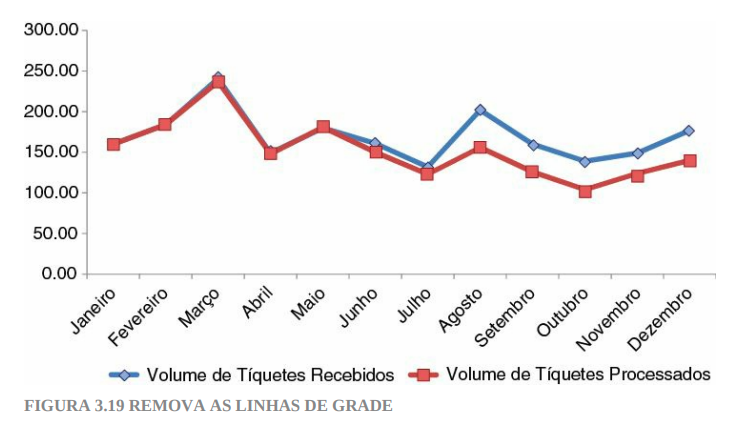 300.00
250.00
200.00
150.00
100.00
50.00
0.00
Janeiro
Fevereiro
Março
Abril
Maio
Junho
Julho
Agosto
Setembro
Outubro
Novembro
Dezembro
Volume de Tíquetes Recebidos
Volume de Tíquetes Processados
FIGURA 3.19 REMOVA AS LINHAS DE GRADE